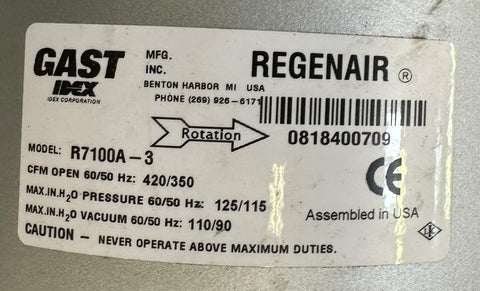 GAST
IDEX
IDEX CORPORATION
MFG.
INC.
BENTON HARBOR MI USA
PHONE (269) 926-6171
REGENAIR ®
Rotation
0818400709
MODEL: R7100A-3
CFM OPEN 60/50 Hz: 420/350
MAX.IN.H₂O PRESSURE 60/50 Hz: 125/115
MAX.IN.H₂O VACUUM 60/50 Hz: 110/90
CAUTION - NEVER OPERATE ABOVE MAXIMUM DUTIES.
CE
Assembled in USA